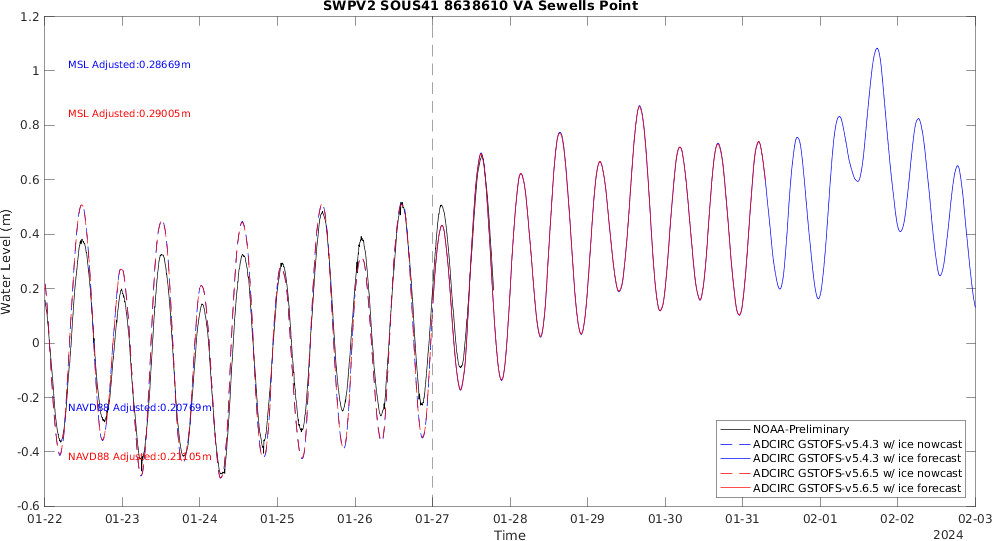 SWPV2 SOUS41 8638610 VA Sewells Point
1.2
1
0.8
0.6
0.4
0.2
0
-0.2
-0.4
-0.6
Water Level (m)
MSL Adjusted:0.28669m
MSL Adjusted:0.29005m
NAVD88 Adjusted:0.20769m
NAVD88 Adjusted:0.21105m
NOAA-Preliminary
ADCIRC GSTOFS-v5.4.3 w/ ice nowcast
ADCIRC GSTOFS-v5.4.3 w/ ice forecast
ADCIRC GSTOFS-v5.6.5 w/ ice nowcast
ADCIRC GSTOFS-v5.6.5 w/ ice forecast
01-22 01-23 01-24 01-25 01-26 01-27 01-28 01-29 01-30 01-31 02-01 02-02 02-03
Time
2024